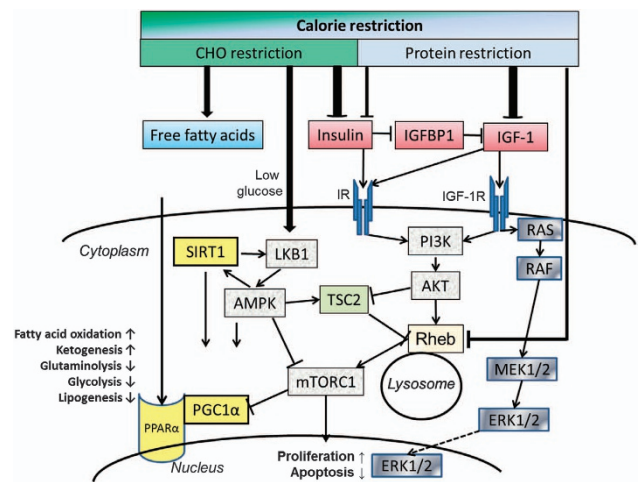 Calorie restriction
CHO restriction
Protein restriction
Free fatty acids
Insulin
IGFBP1
IGF-1
Low
glucose
IR
IGF-1R
Cytoplasm
SIRT1
LKB1
PI3K
RAS
RAF
AMPK
TSC2
AKT
Fatty acid oxidation ↑
Ketogenesis ↑
Glutaminolysis ↓
Glycolysis ↓
Lipogenesis ↓
Rheb
Lysosome
mTORC1
MEK1/2
PPARα
PGC1α
ERK1/2
Nucleus
Proliferation ↑
Apoptosis ↓
ERK1/2